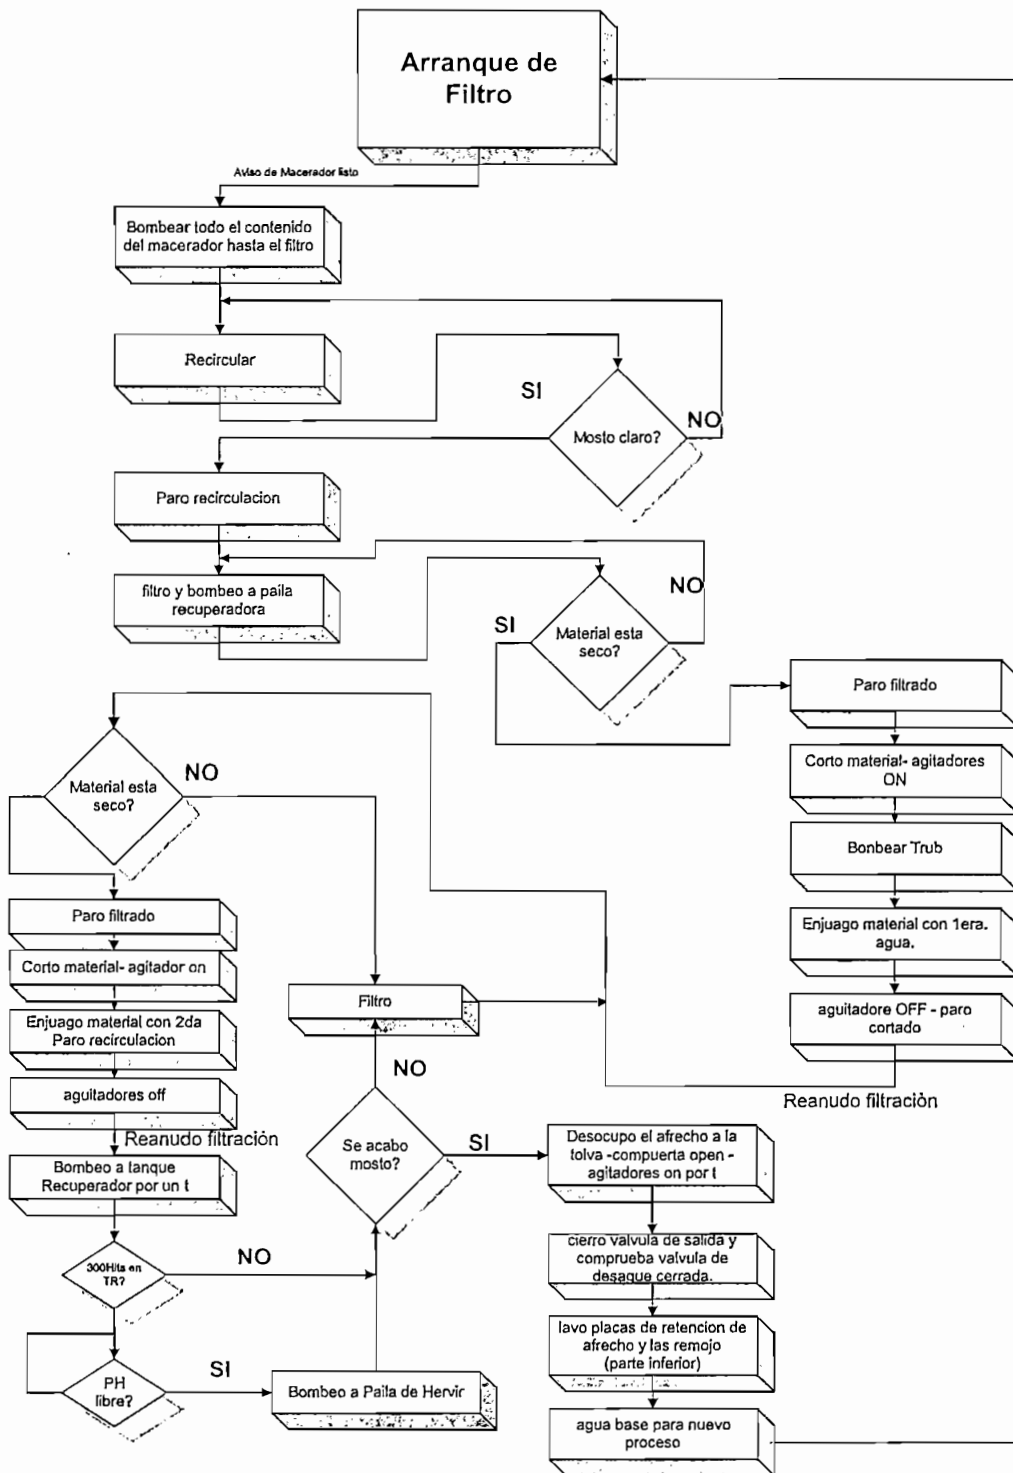 Arranque de
Filtro
Aviso de Macerador listo
Bombear todo el contenido
del macerador hasta el filtro
Recircular
SI
Mosto claro?
NO
Paro recirculacion
filtro y bombeo a paila
recuperadora
SI
Material esta
seco?
NO
Paro filtrado
Corto material- agitadores
ON
Bonbear Trub
Enjuago material con 1era.
agua.
aguitadore OFF - paro
cortado
Reanudo filtraciòn
Material esta
seco?
NO
Paro filtrado
Corto material- agitador on
Enjuago material con 2da
Paro recirculacion
aguitadores off
Reanudo filtración
Bombeo a tanque
Recuperador por un t
300Hlts en
TR?
NO
PH
libre?
SI
Bombeo a Paila de Hervir
Filtro
NO
Se acabo
mosto?
SI
Desocupo el afrecho a la
tolva -compuerta open -
agitadores on por t
cierro valvula de salida y
comprueba valvula de
desague cerrada.
lavo placas de retencion de
afrecho y las remojo
(parte inferior)
agua base para nuevo
proceso